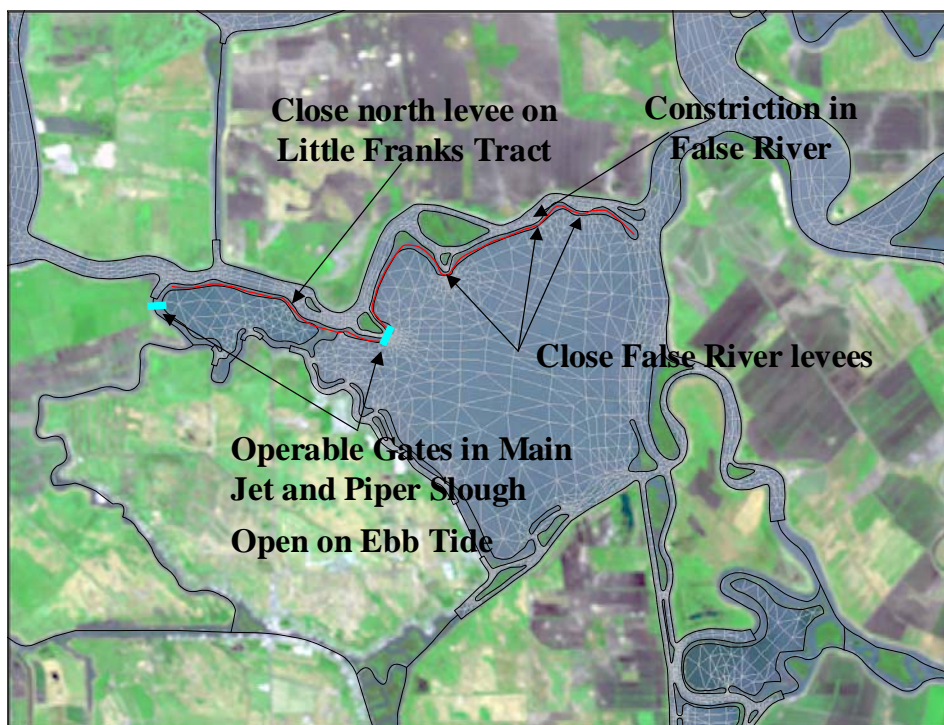 Close north levee on
Little Franks Tract
Constriction in
False River
Close False River levees
Operable Gates in Main
Jet and Piper Slough
Open on Ebb Tide